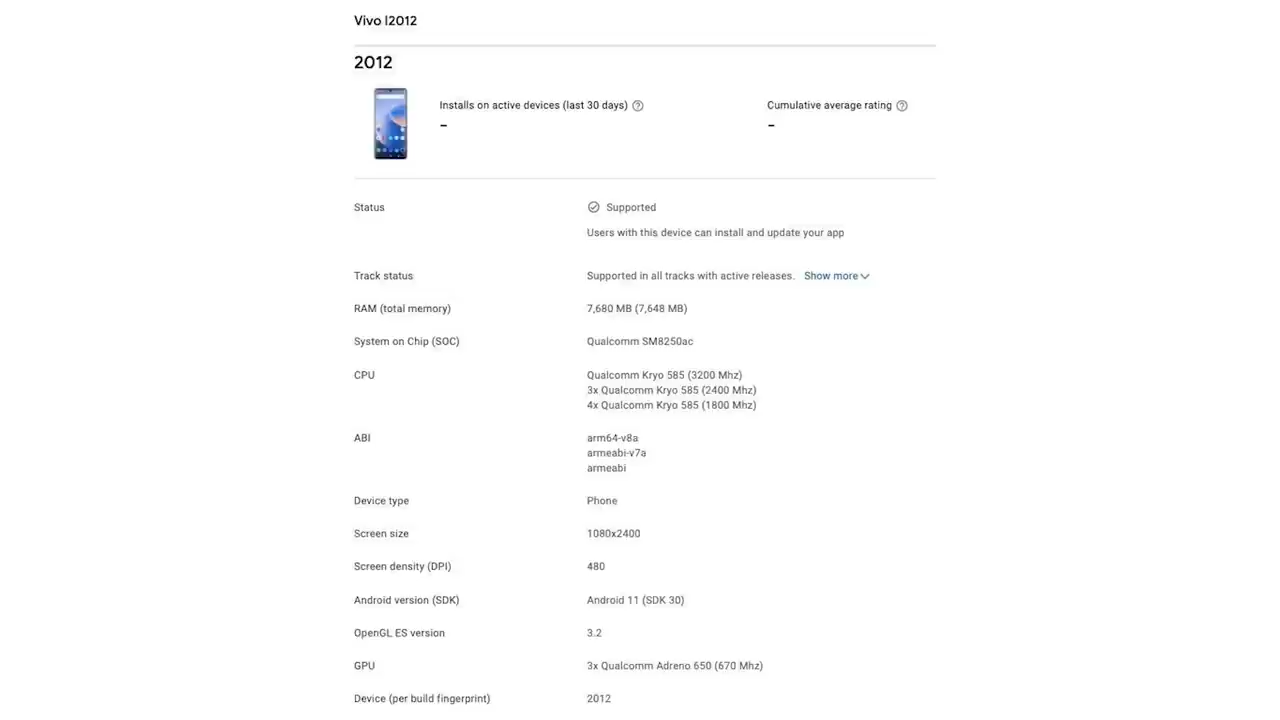 Vivo I2012
2012
Installs on active devices (last 30 days)
Cumulative average rating
–
–
Status
Supported
Users with this device can install and update your app
Track status
Supported in all tracks with active releases. Show more
RAM (total memory)
7,680 MB (7,648 MB)
System on Chip (SOC)
Qualcomm SM8250ac
CPU
Qualcomm Kryo 585 (3200 Mhz)
3x Qualcomm Kryo 585 (2400 Mhz)
4x Qualcomm Kryo 585 (1800 Mhz)
ABI
arm64-v8a
armeabi-v7a
armeabi
Device type
Phone
Screen size
1080x2400
Screen density (DPI)
480
Android version (SDK)
Android 11 (SDK 30)
OpenGL ES version
3.2
GPU
3x Qualcomm Adreno 650 (670 Mhz)
Device (per build fingerprint)
2012